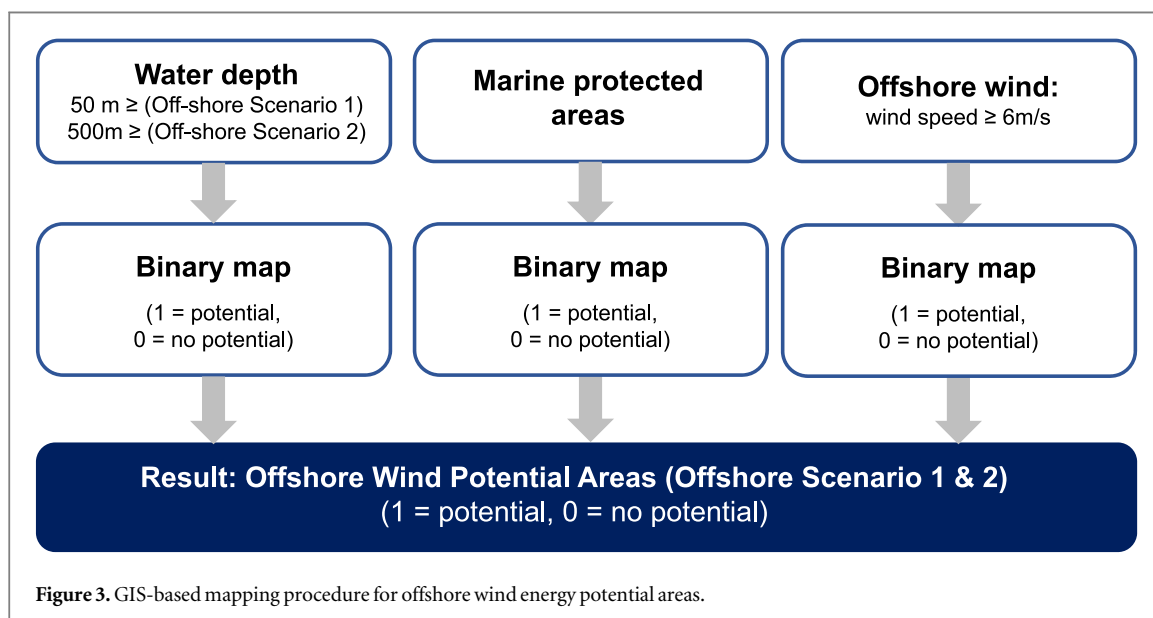 Water depth
50 m ≥ (Off-shore Scenario 1)
500m ≥ (Off-shore Scenario 2)
Marine protected
areas
Offshore wind:
wind speed ≥ 6m/s
Binary map
(1 = potential,
0 = no potential)
Binary map
(1 = potential,
0 = no potential)
Binary map
(1 = potential,
0 = no potential)
Result: Offshore Wind Potential Areas (Offshore Scenario 1 & 2)
(1 = potential, 0 = no potential)
Figure 3. GIS-based mapping procedure for offshore wind energy potential areas.